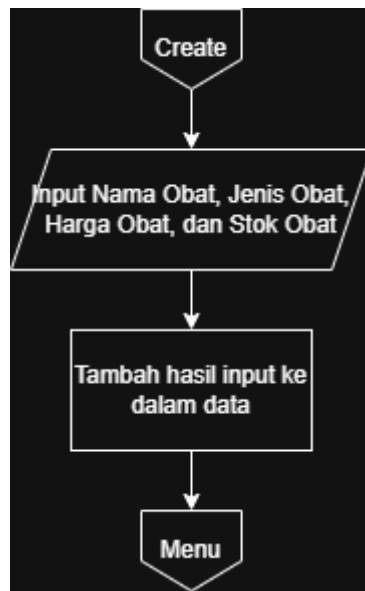 Create
Input Nama Obat, Jenis Obat,
Harga Obat, dan Stok Obat
Tambah hasil input ke
dalam data
Menu